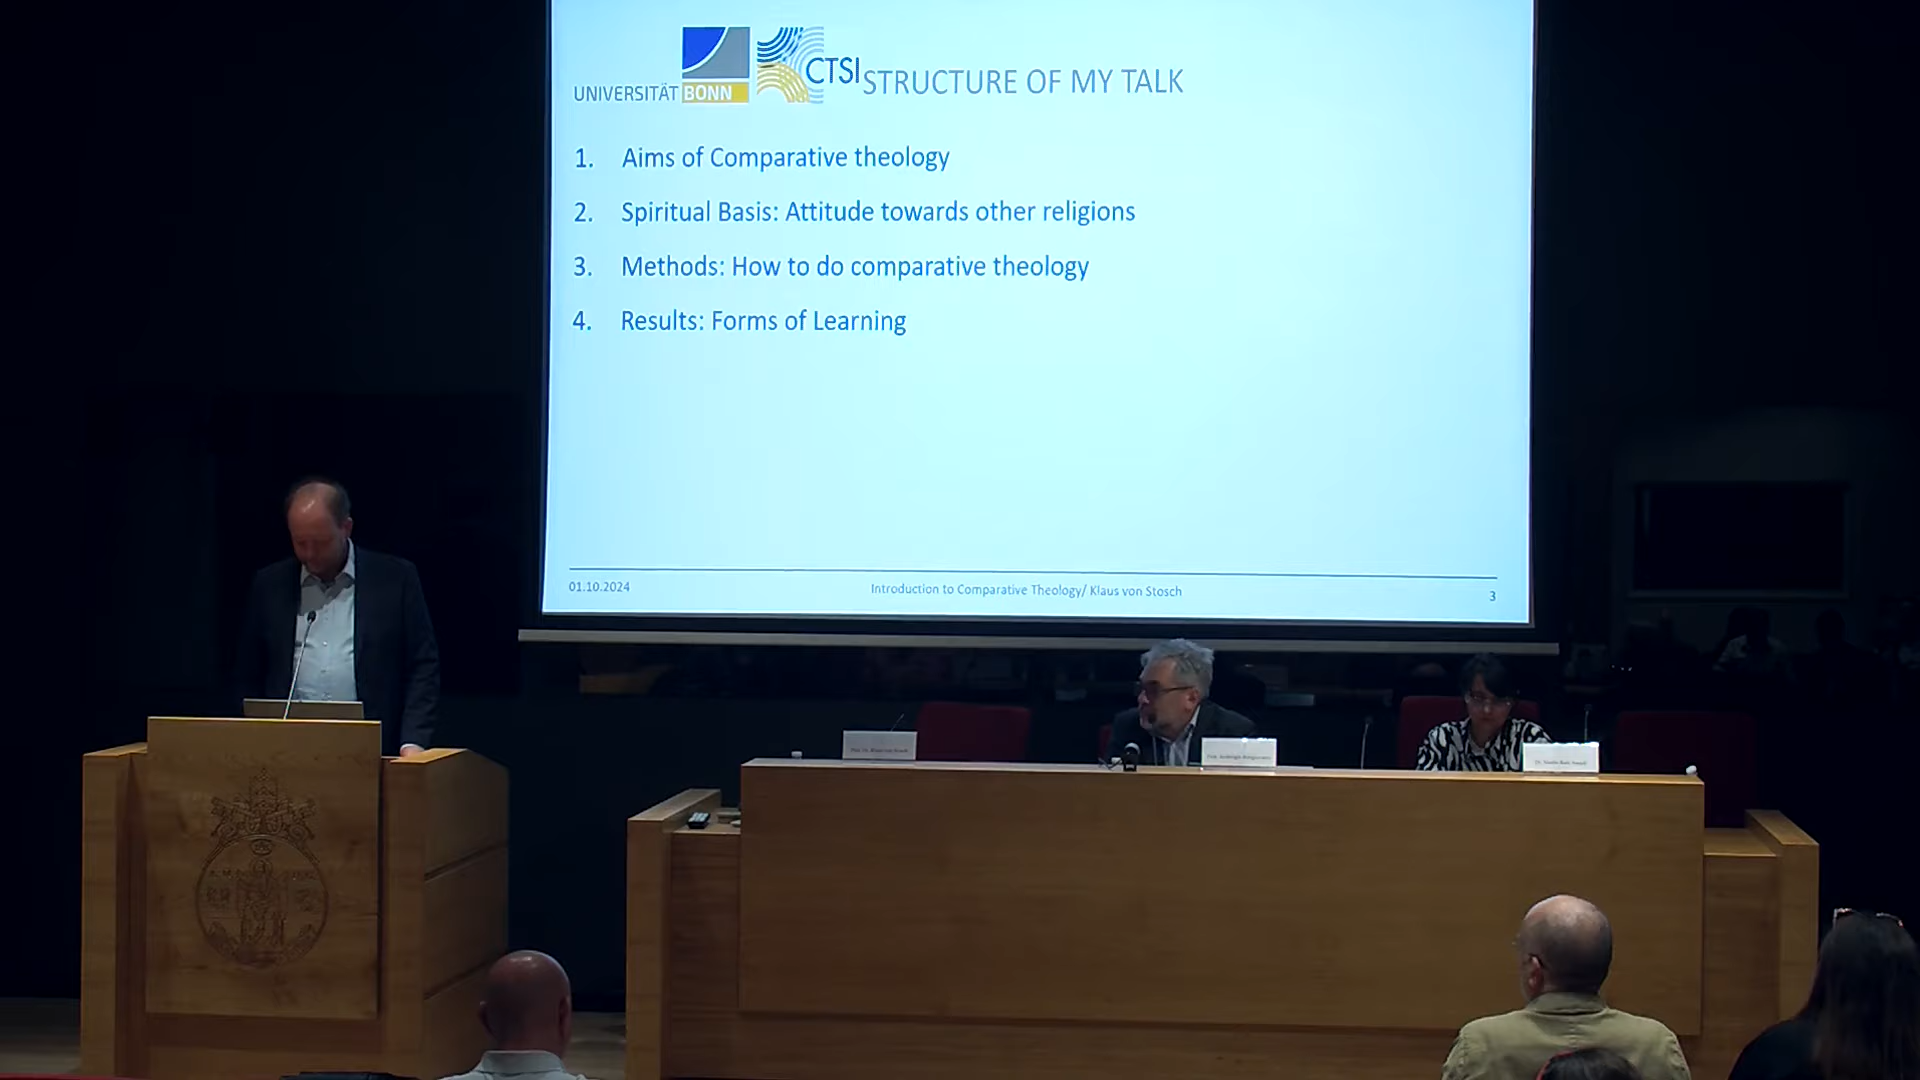 UNIVERSITÄT BONN
CTSI
STRUCTURE OF MY TALK
1. Aims of Comparative theology
2. Spiritual Basis: Attitude towards other religions
3. Methods: How to do comparative theology
4. Results: Forms of Learning
01.10.2024
Introduction to Comparative Theology/ Klaus von Stosch
3